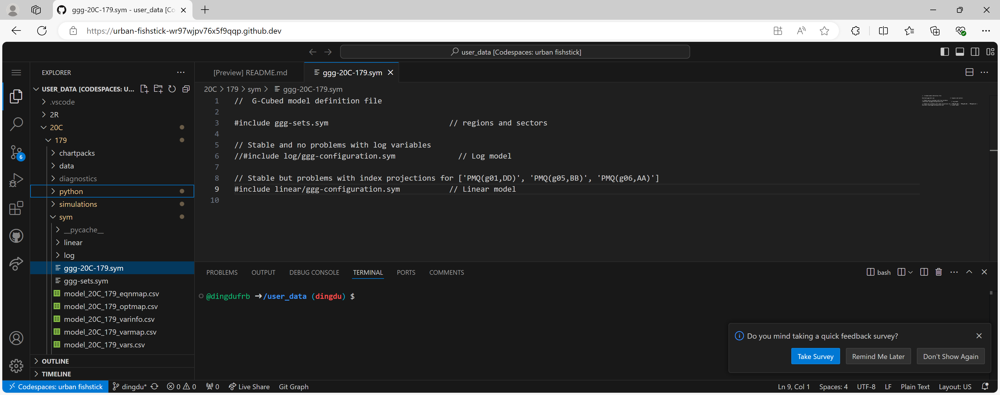 ggg-20C-179.sym - user_data [Co
https://urban-fishstick-wr97wjpv76x5f9qqp.github.dev
user_data [Codespaces: urban fishstick]
EXPLORER
USER_DATA [CODESPACES: U...
.vscode
2R
20C
179
chartpacks
data
diagnostics
python
simulations
sym
__pycache__
linear
log
ggg-20C-179.sym
ggg-sets.sym
model_20C_179_eqnmap.csv
model_20C_179_optmap.csv
model_20C_179_varinfo.csv
model_20C_179_varmap.csv
model_20C_179_vars.csv
OUTLINE
TIMELINE
6
[Preview] README.md
ggg-20C-179.sym
20C > 179 > sym > ggg-20C-179.sym
1 // G-Cubed model definition file
2
3 #include ggg-sets.sym // regions and sectors
4
5 // Stable and no problems with log variables
6 //#include log/ggg-configuration.sym // Log model
7
8 // Stable but problems with index projections for ['PMQ(g01,DD)', 'PMQ(g05,BB)', 'PMQ(g06,AA)']
9 #include linear/ggg-configuration.sym // Linear model
10
PROBLEMS OUTPUT DEBUG CONSOLE TERMINAL PORTS COMMENTS
bash
@dingdufrb ➜/user_data (dingdu) $
Do you mind taking a quick feedback survey?
Take Survey Remind Me Later Don't Show Again
Codespaces: urban fishstick dingdu* 0 0 0 Live Share Git Graph
Ln 9, Col 1 Spaces: 4 UTF-8 LF Plain Text Layout: US